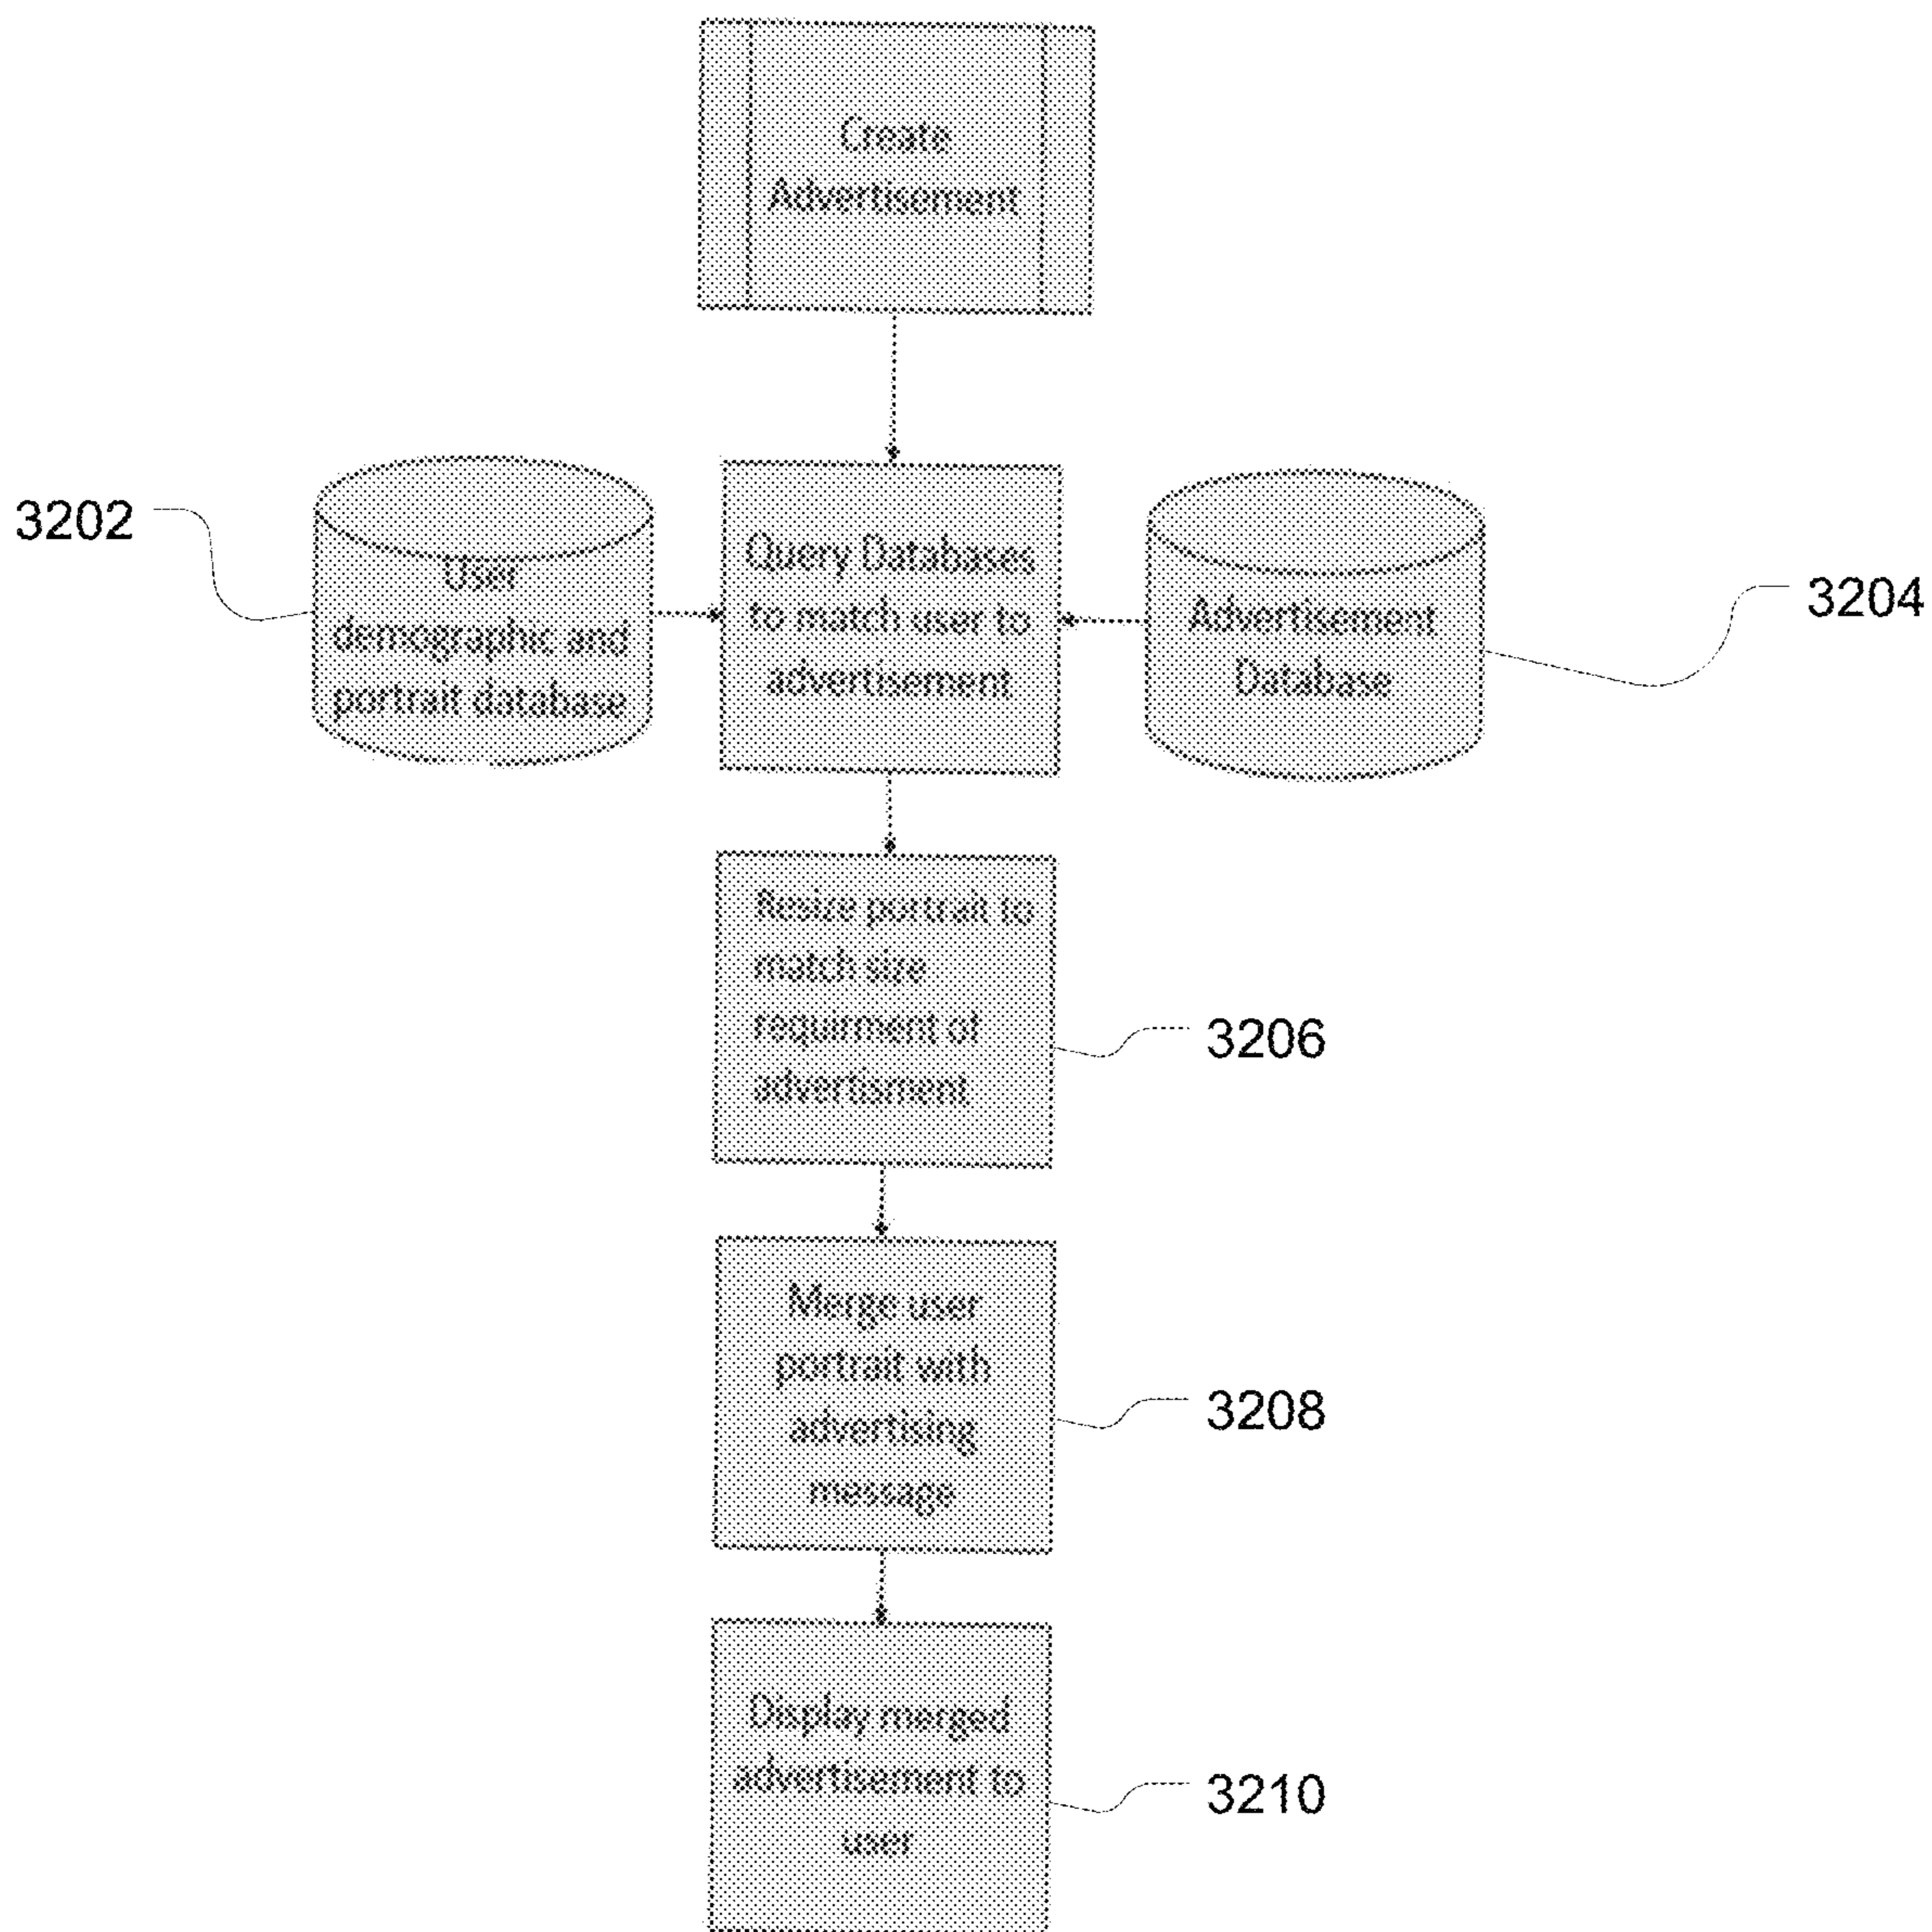 Create
Advertisement
3202
User
demographic and
portrait database
Query Databases
to match user to
advertisement
Advertisement
Database
3204
Resize portrait to
match size
requirment of
advertisment
3206
Merge user
portrait with
advertising
message
3208
Display merged
advertisement to
user
3210